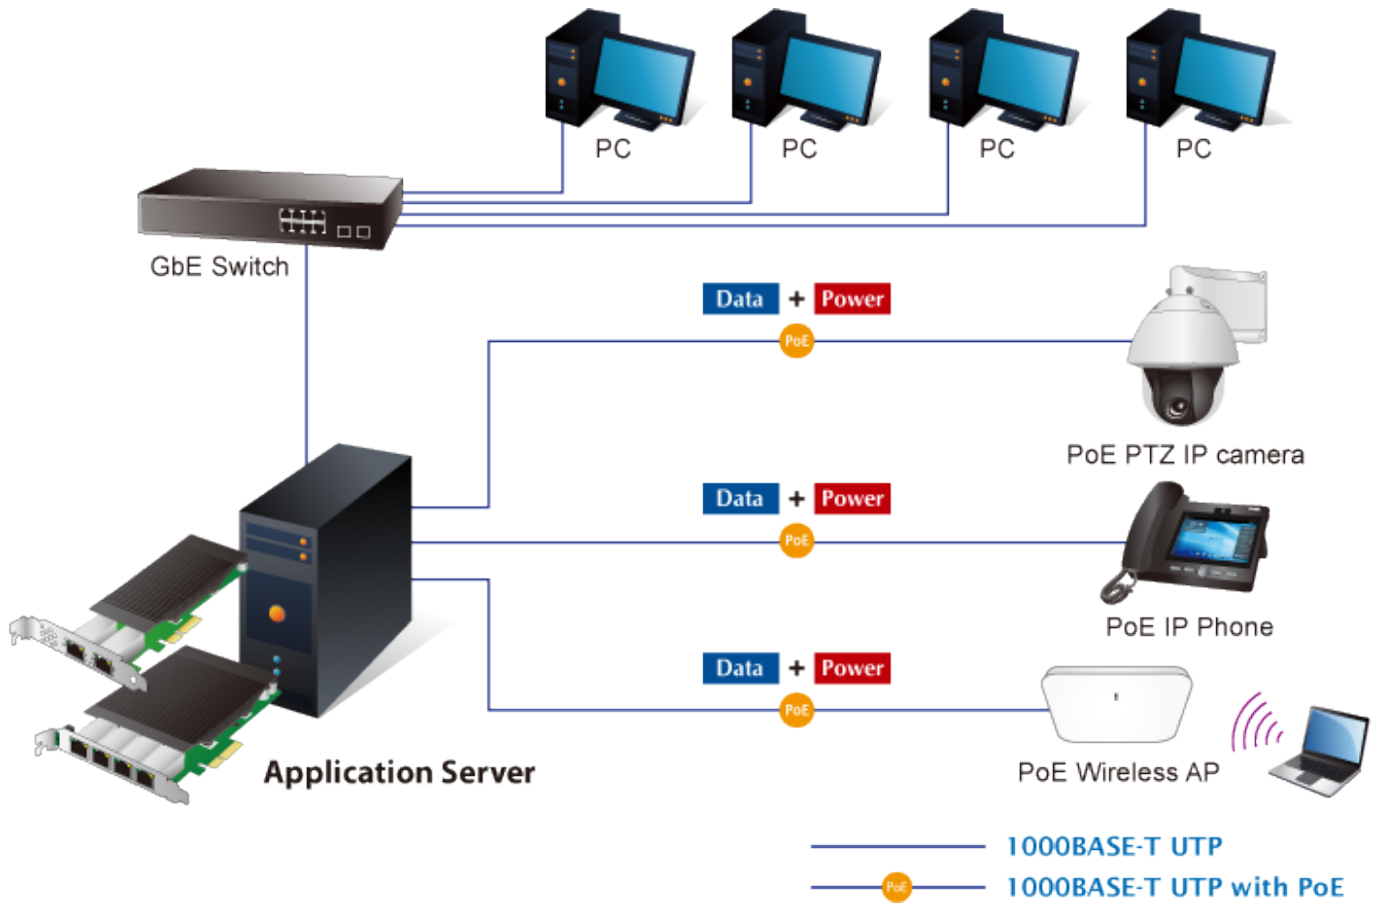 PC
PC
PC
PC
GbE Switch
Data + Power
PoE
PoE PTZ IP camera
Data + Power
PoE
PoE IP Phone
Data + Power
PoE
PoE Wireless AP
Application Server
1000BASE-T UTP
PoE
1000BASE-T UTP with PoE